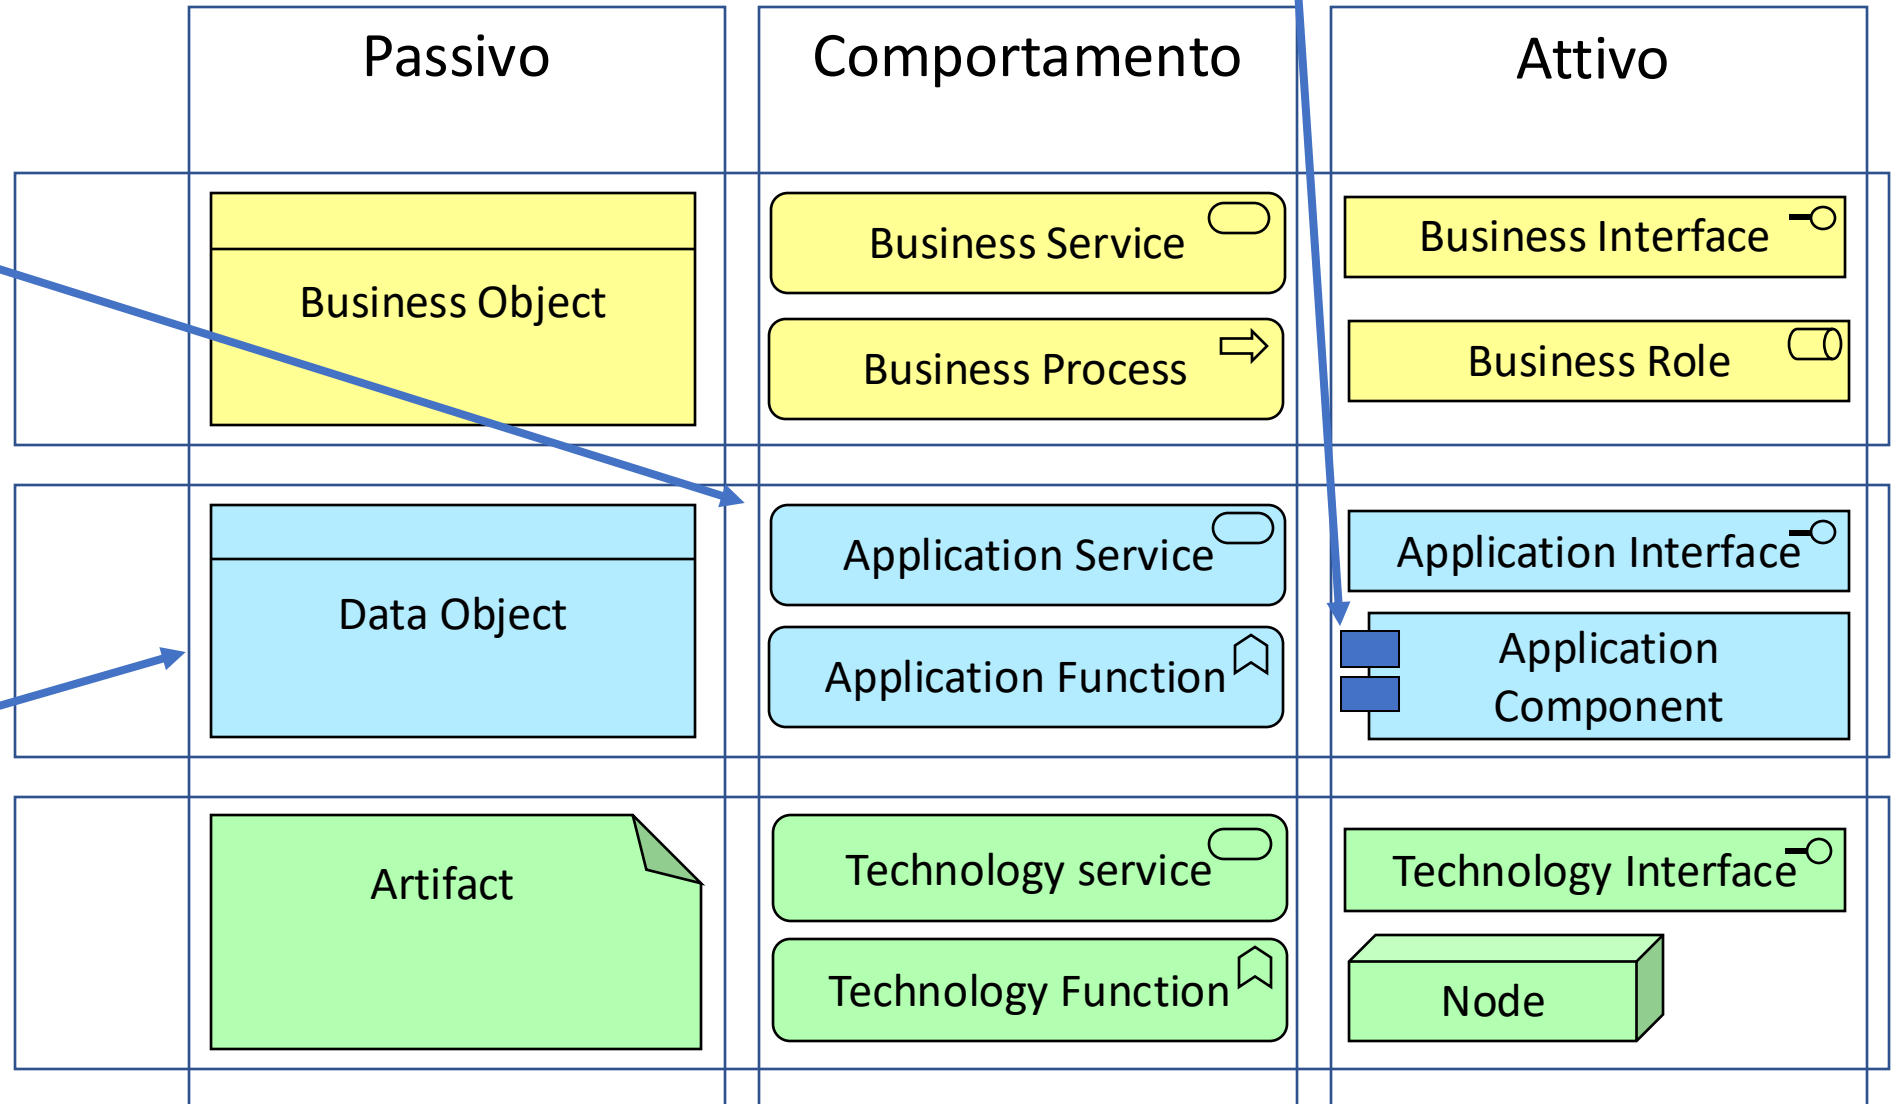 Passivo
Comportamento
Attivo
Business Object
Business Service
Business Process
Business Interface
Business Role
Data Object
Application Service
Application Function
Application Interface
Application
Component
Artifact
Technology service
Technology Function
Technology Interface
Node